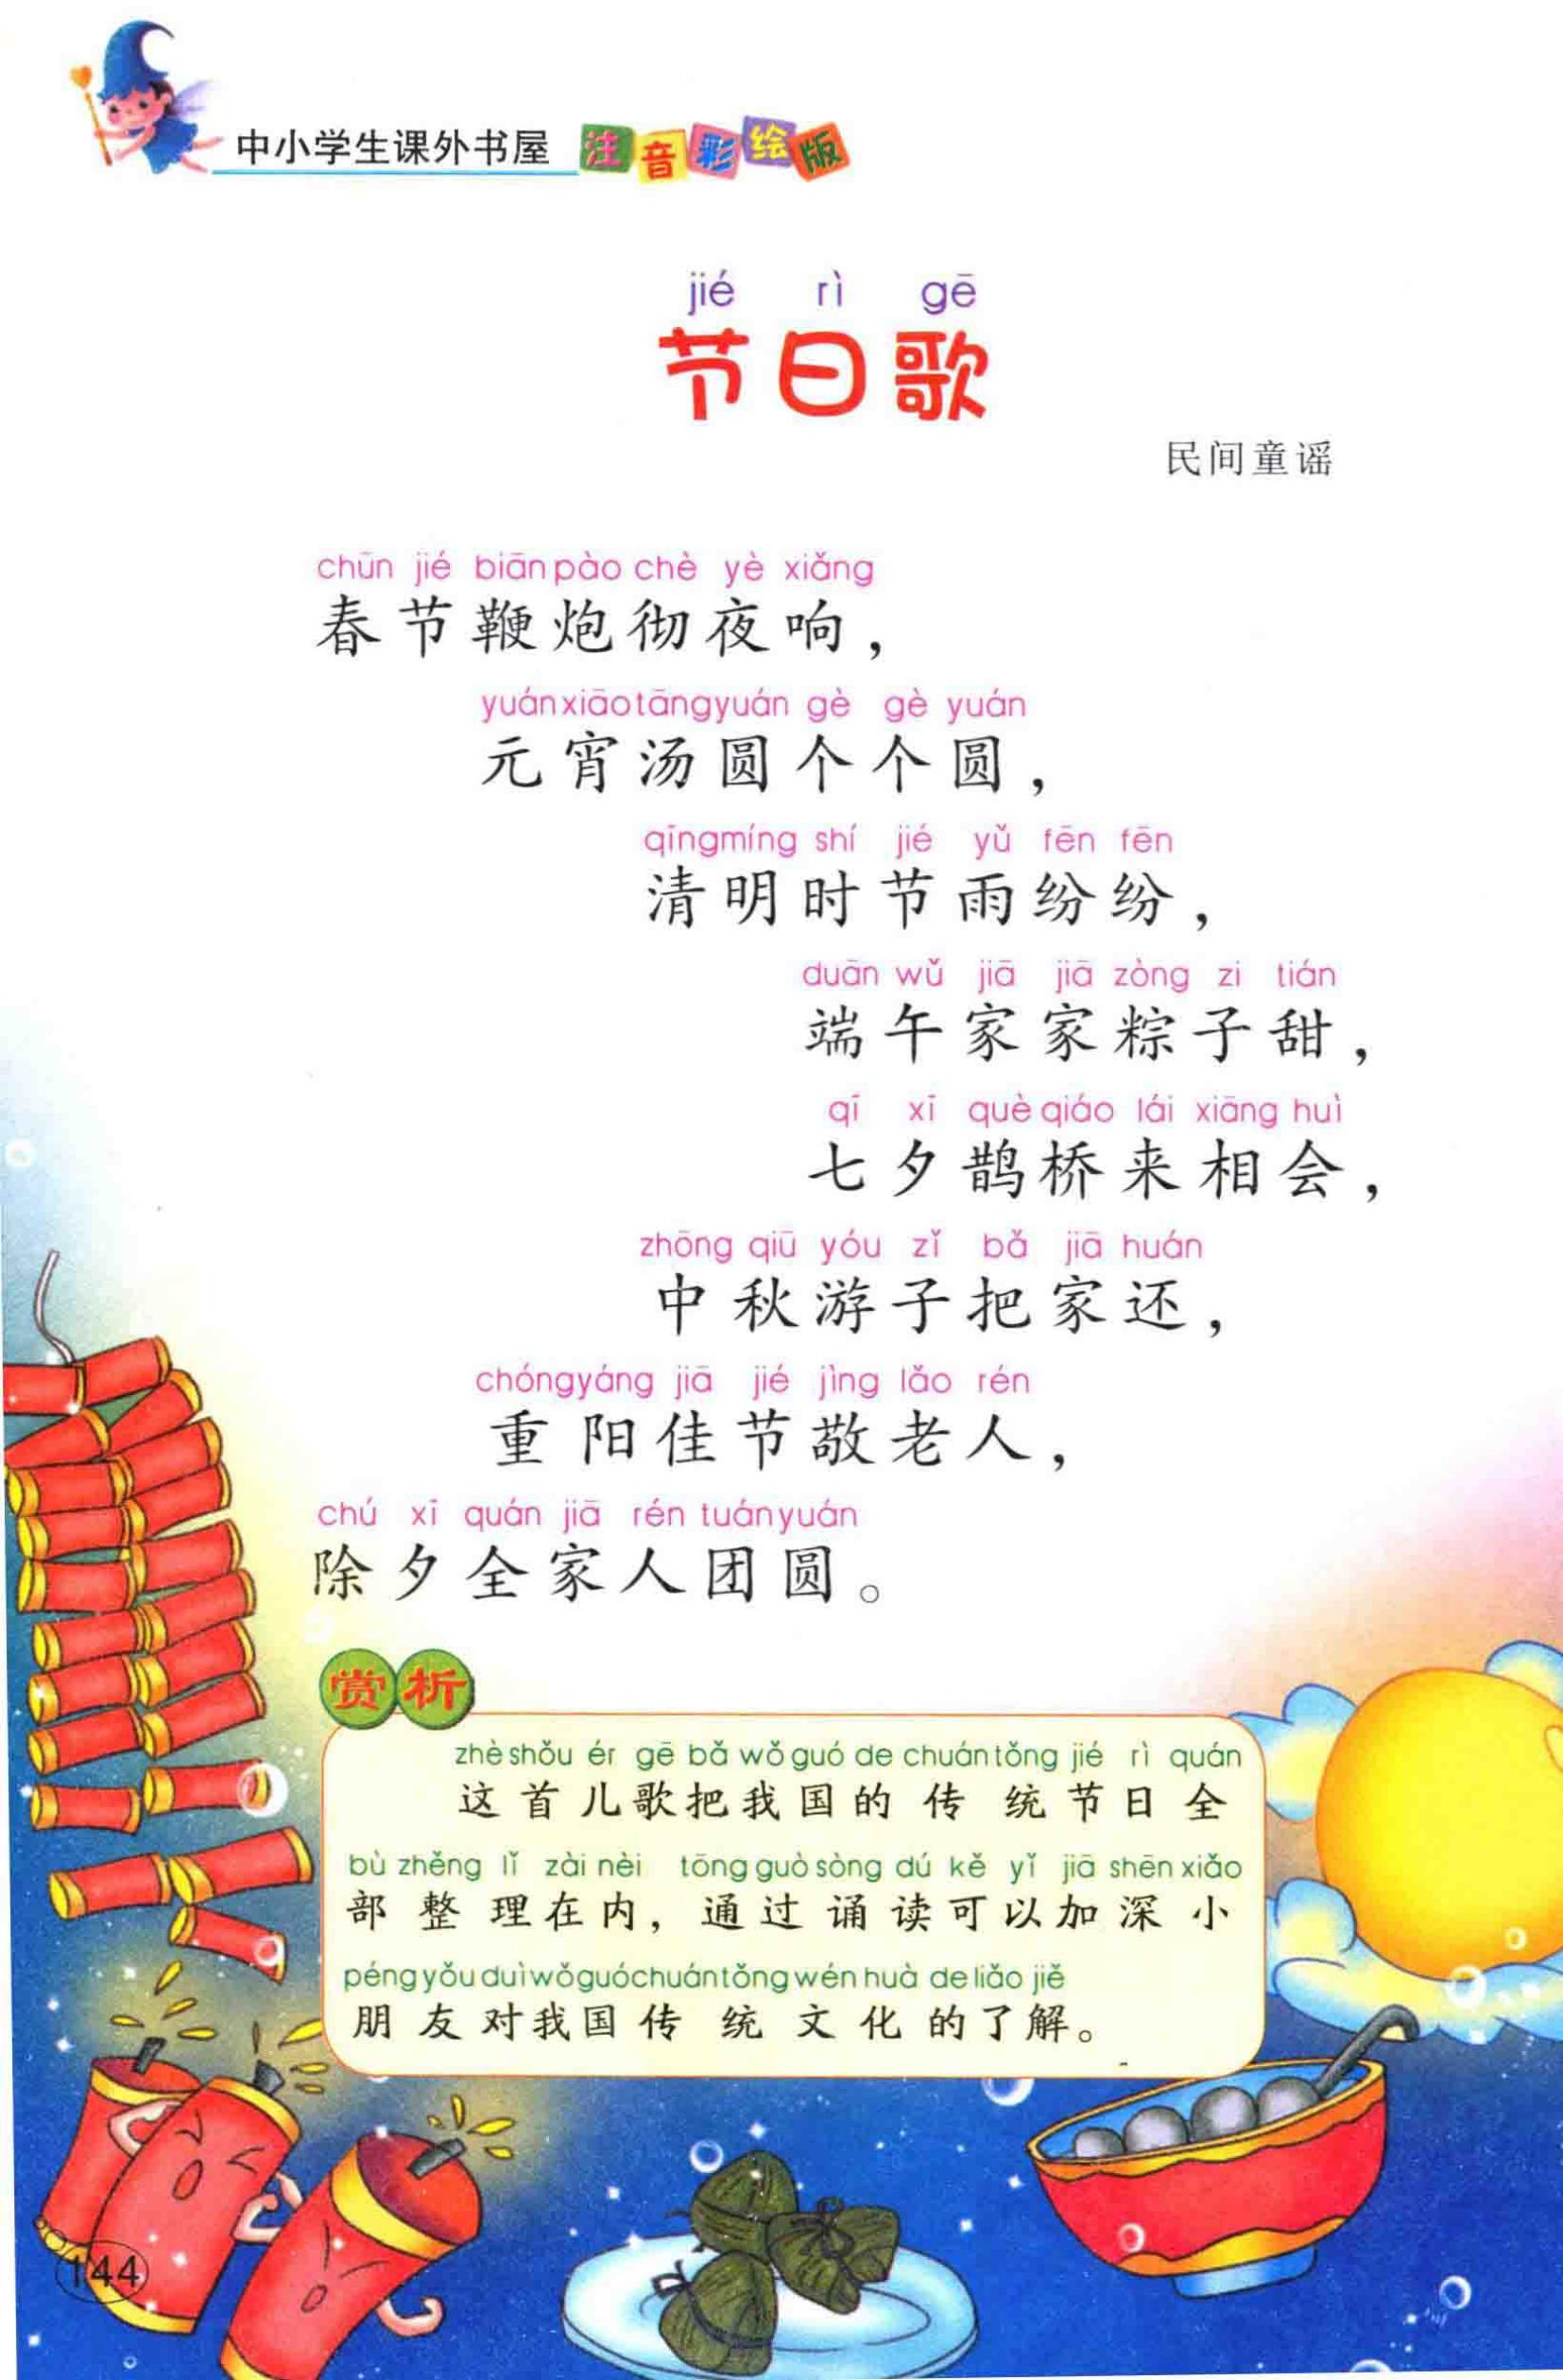 中小学生课外书屋 注音彩绘版
jié rì gē
节日歌
民间童谣
chūn jié biān pào chè yè xiǎng
春节鞭炮彻夜响，
yuán xiāo tāng yuán gè gè yuán
元宵汤圆个个圆，
qīng míng shí jié yǔ fēn fēn
清明时节雨纷纷，
duān wǔ jiā jiā zòng zi tián
端午家家粽子甜，
qī xī què qiáo lái xiāng huì
七夕鹊桥来相会，
zhōng qiū yóu zǐ bǎ jiā huán
中秋游子把家还，
chóng yáng jiā jié jìng lǎo rén
重阳佳节敬老人，
chú xī quán jiā rén tuán yuán
除夕全家人团圆。
赏析
zhè shǒu ér gē bǎ wǒ guó de chuán tǒng jié rì quán
这首儿歌把我国的传统节日全
bù zhěng lǐ zài nèi tōng guò sòng dú kě yǐ jiā shēn xiǎo
部整理在内，通过诵读可以加深小
péng yǒu duì wǒ guó chuán tǒng wén huà de liǎo jiě
朋友对我国传统文化的了解。
144